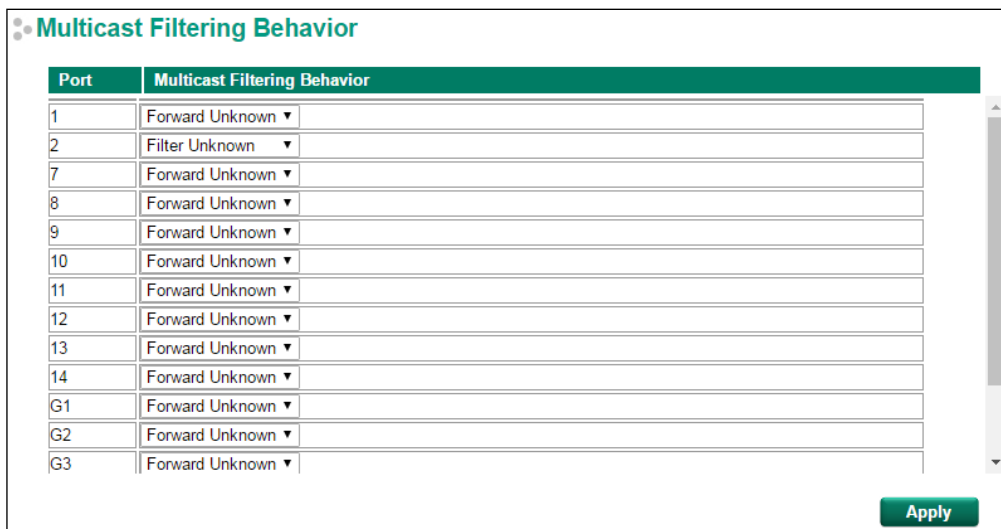 Multicast Filtering Behavior
Port Multicast Filtering Behavior
1 Forward Unknown
2 Filter Unknown
7 Forward Unknown
8 Forward Unknown
9 Forward Unknown
10 Forward Unknown
11 Forward Unknown
12 Forward Unknown
13 Forward Unknown
14 Forward Unknown
G1 Forward Unknown
G2 Forward Unknown
G3 Forward Unknown
Apply